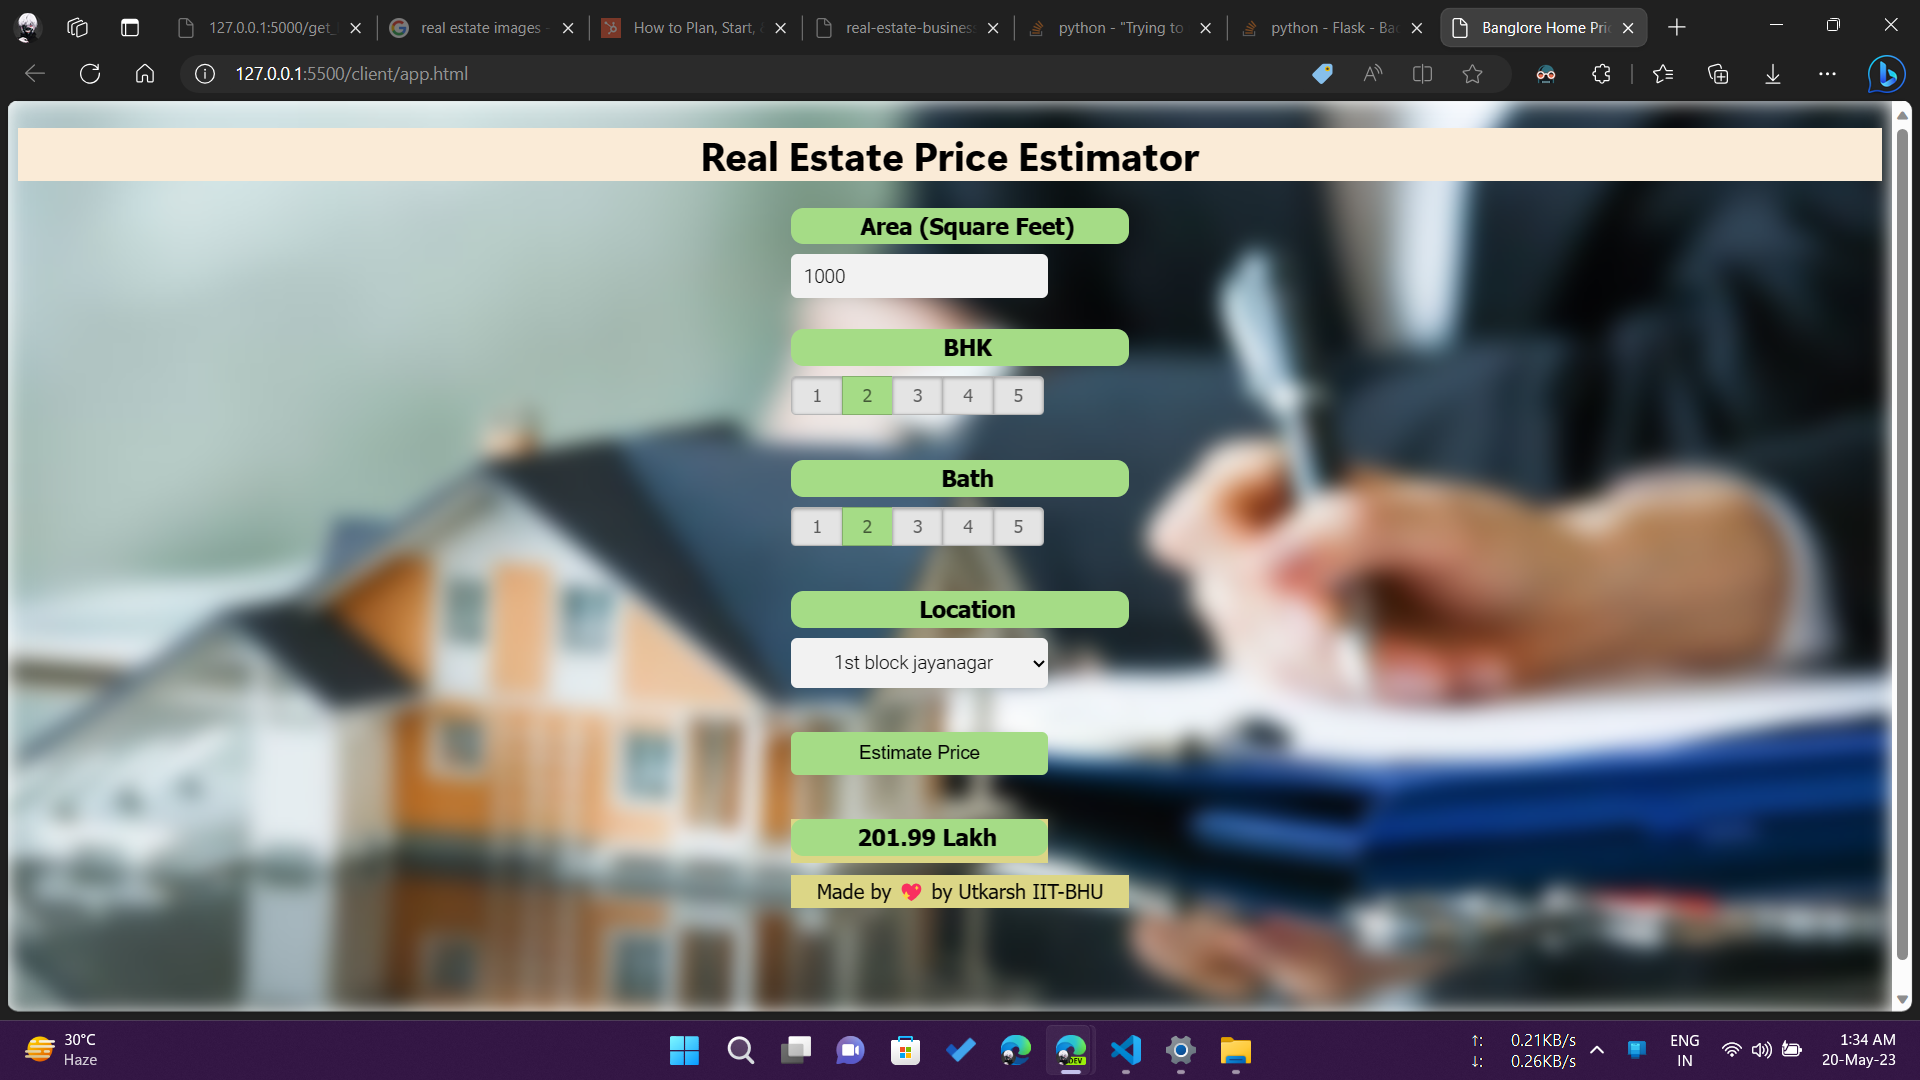 127.0.0.1:5000/get_
real estate images -
How to Plan, Start,
real-estate-business
python - "Trying to
python - Flask - Bac
Banglore Home Pric
127.0.0.1:5500/client/app.html
Real Estate Price Estimator
Area (Square Feet)
1000
BHK
1 2 3 4 5
Bath
1 2 3 4 5
Location
1st block jayanagar
Estimate Price
201.99 Lakh
Made by 💖 by Utkarsh IIT-BHU
30°C
Haze
DEV
↑: 0.21KB/s
↓: 0.26KB/s
ENG
IN
1:34 AM
20-May-23